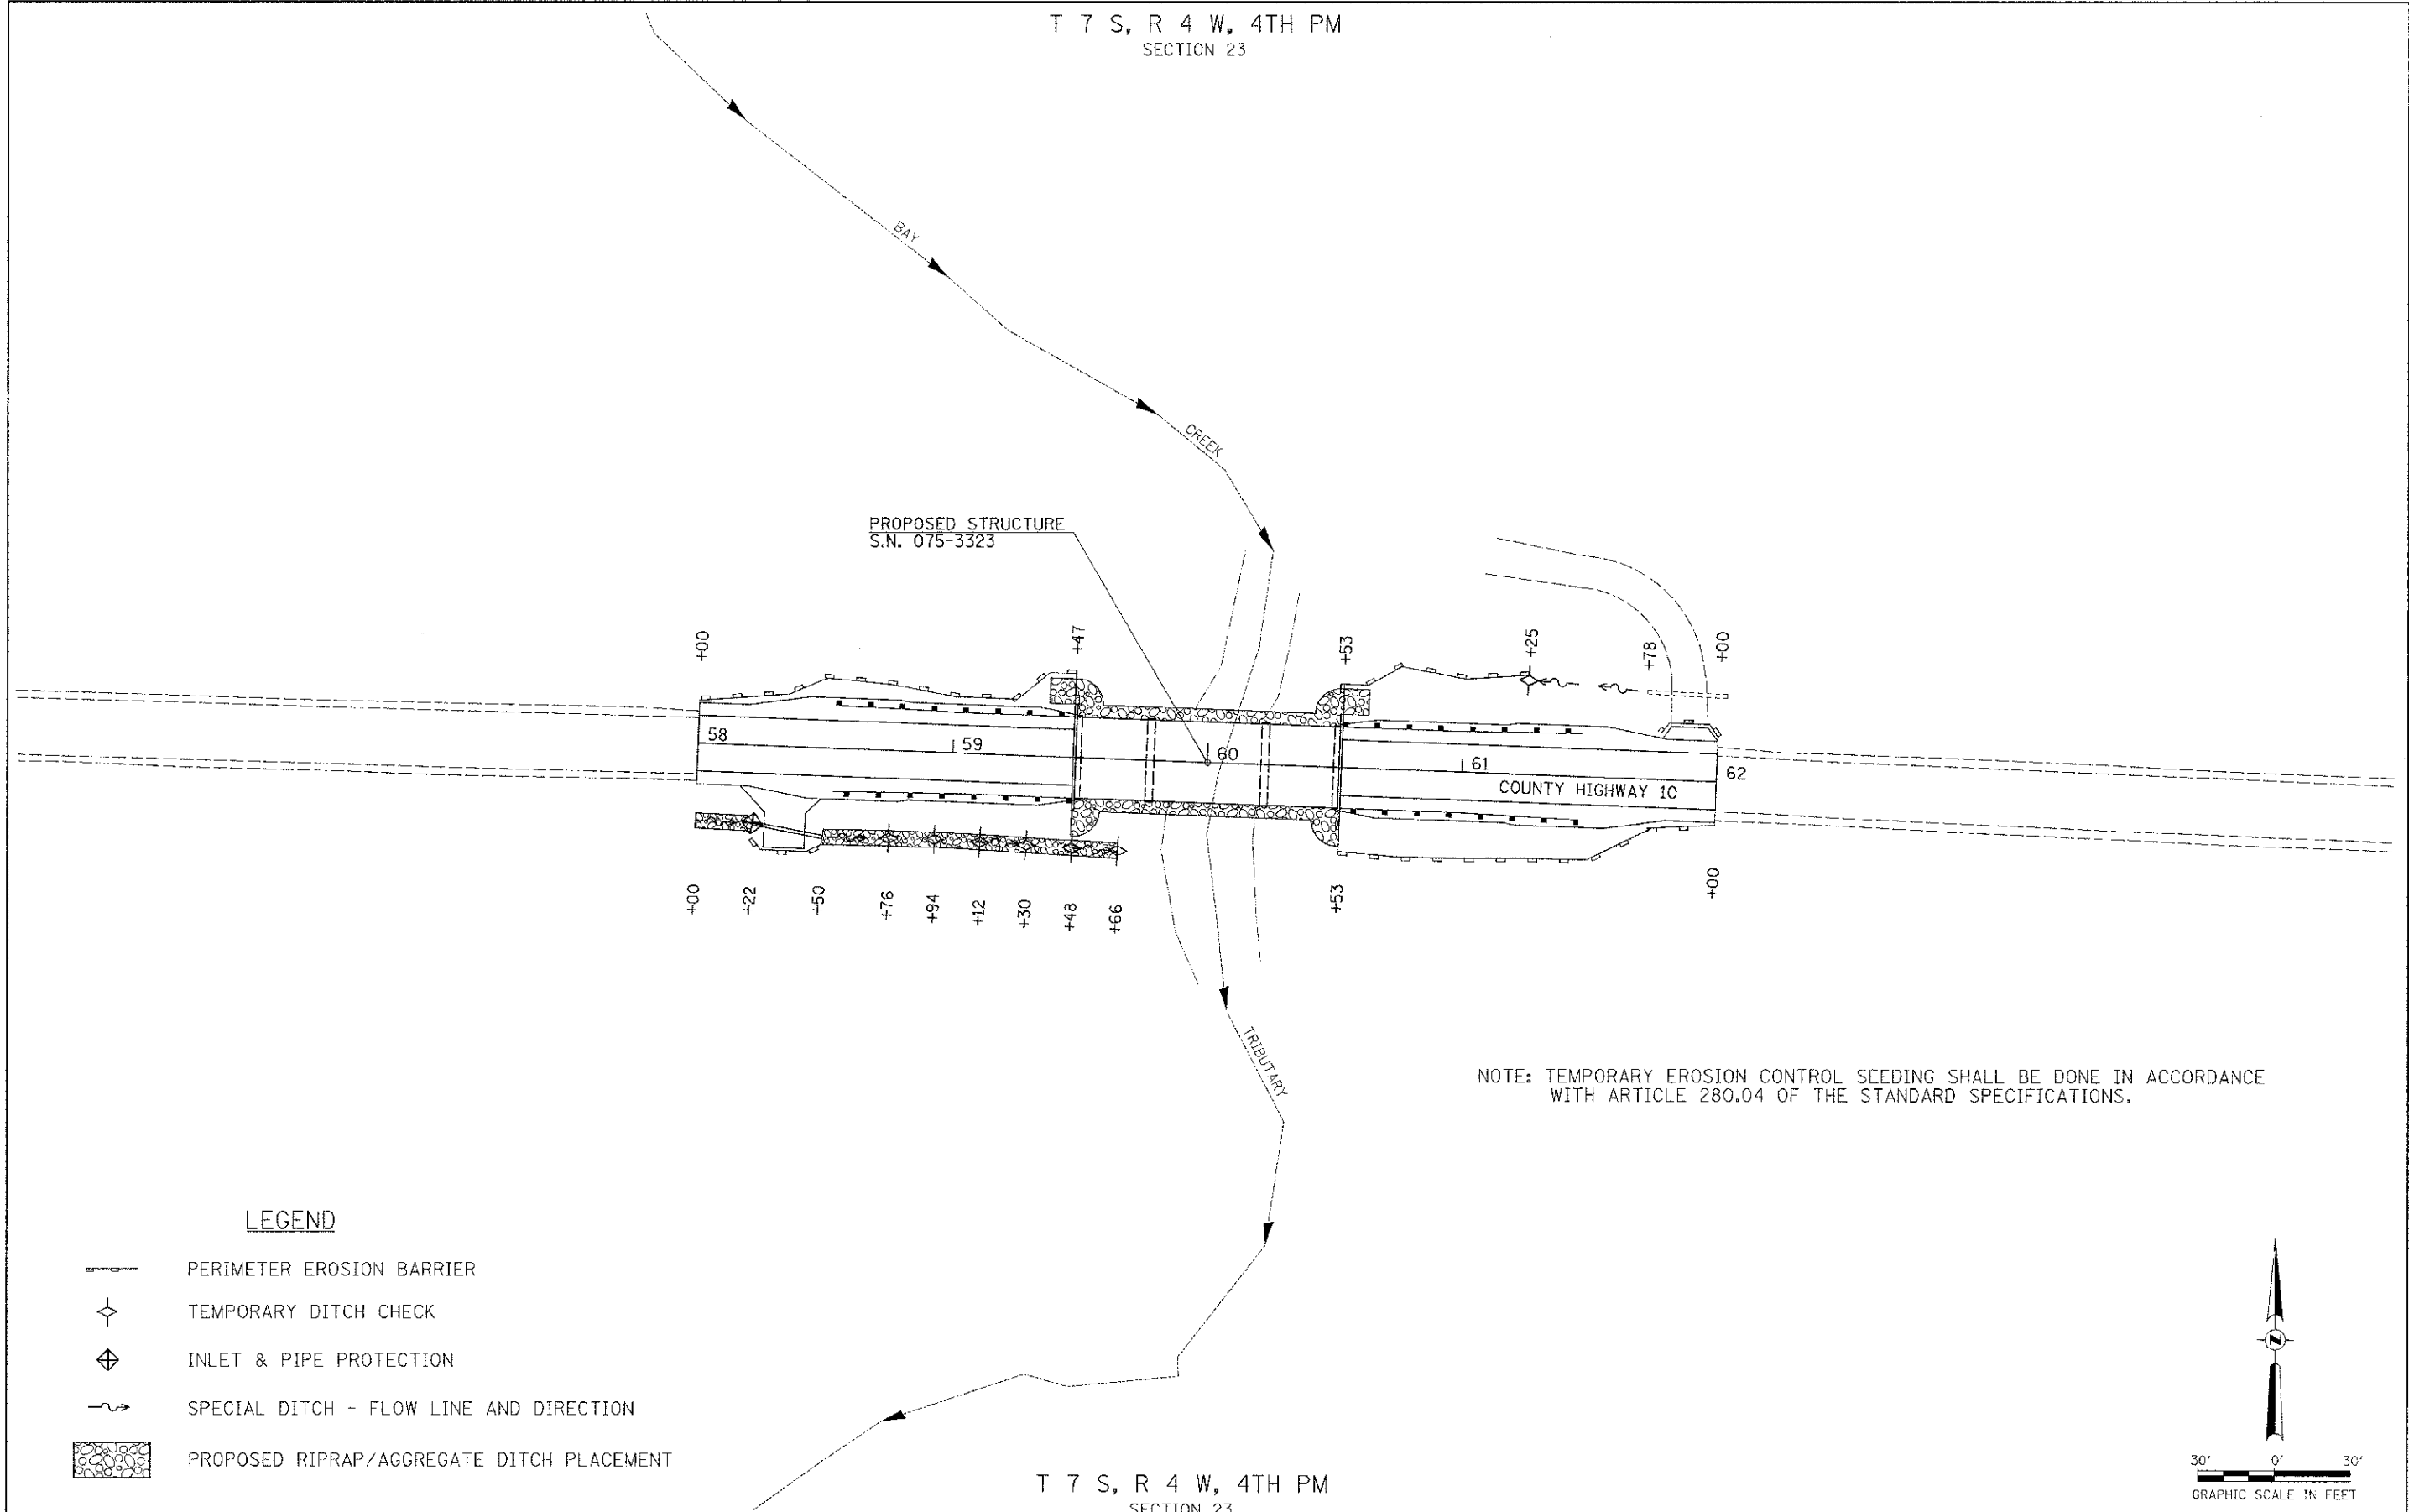 T 7 S, R 4 W, 4TH PM
SECTION 23
BAY
CREEK
PROPOSED STRUCTURE
S.N. 075-3323
+00
+47
+53
+25
+78
+00
58
59
60
61
62
COUNTY HIGHWAY 10
+00
+22
+50
+76
+94
+12
+30
+48
+66
+53
+00
TRIBUTARY
NOTE: TEMPORARY EROSION CONTROL SEEDING SHALL BE DONE IN ACCORDANCE
WITH ARTICLE 280.04 OF THE STANDARD SPECIFICATIONS.
LEGEND
PERIMETER EROSION BARRIER
TEMPORARY DITCH CHECK
INLET & PIPE PROTECTION
SPECIAL DITCH - FLOW LINE AND DIRECTION
PROPOSED RIPRAP/AGGREGATE DITCH PLACEMENT
Z
30' 0' 30'
GRAPHIC SCALE IN FEET
T 7 S, R 4 W, 4TH PM
SECTION 23